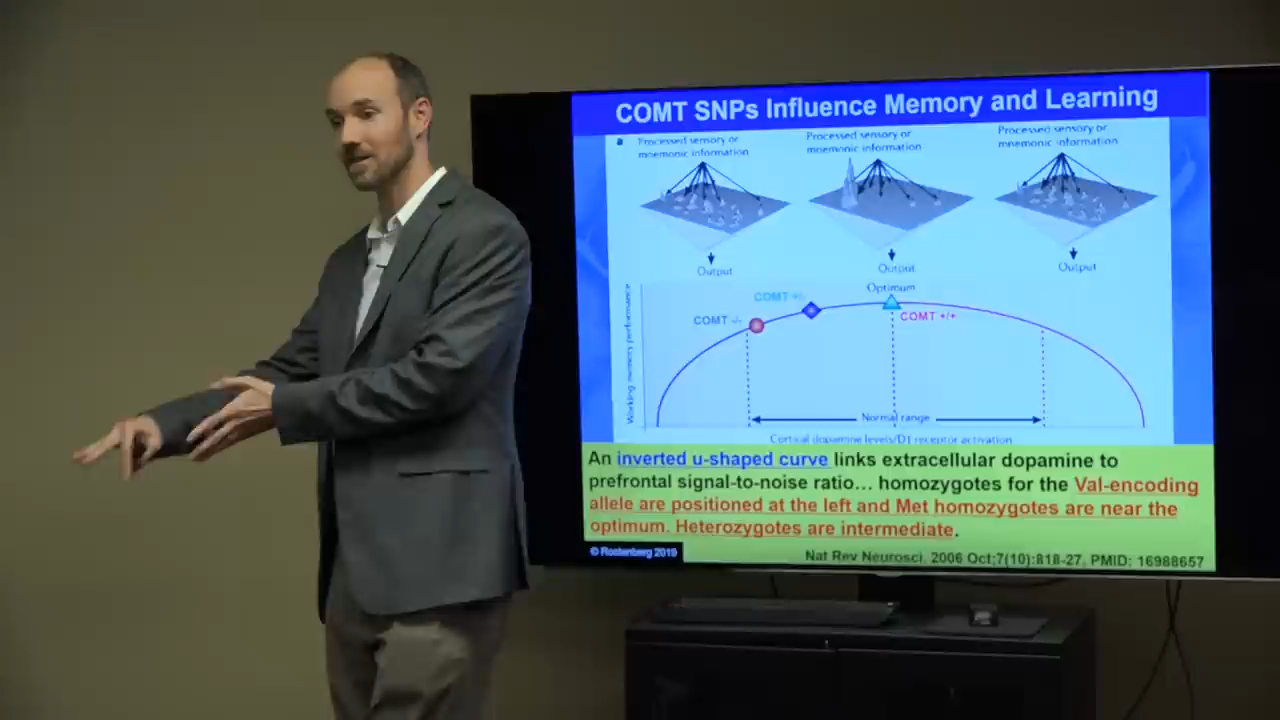 COMT SNPs Influence Memory and Learning
a Processed sensory or mnemonic information
Processed sensory or mnemonic information
Processed sensory or mnemonic information
Output
Output
Output
Optimum
COMT +/-
COMT -/-
COMT +/+
Working memory performance
Normal range
Cortical dopamine levels/D1 receptor activation
An inverted u-shaped curve links extracellular dopamine to
prefrontal signal-to-noise ratio... homozygotes for the Val-encoding
allele are positioned at the left and Met homozygotes are near the
optimum. Heterozygotes are intermediate.
© Rostenberg 2019
Nat Rev Neurosci. 2006 Oct;7(10):818-27, PMID: 16988657